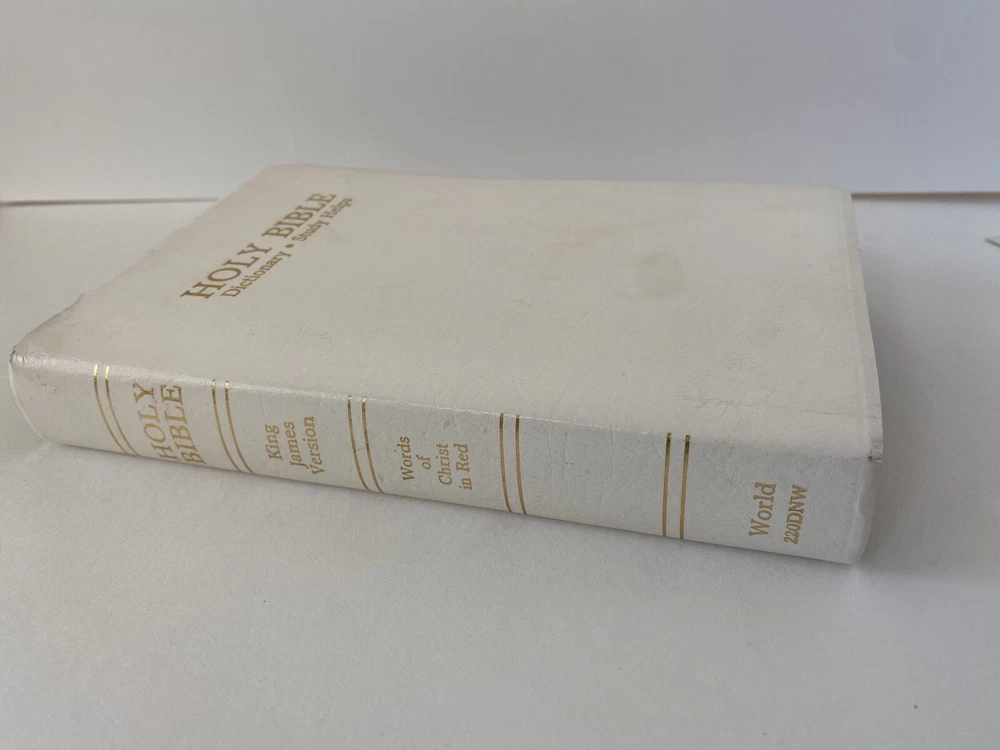 HOLY BIBLE
Dictionary • Study Helps
HOLY
BIBLE
King
James
Version
Words
of
Christ
in Red
World
220DNW